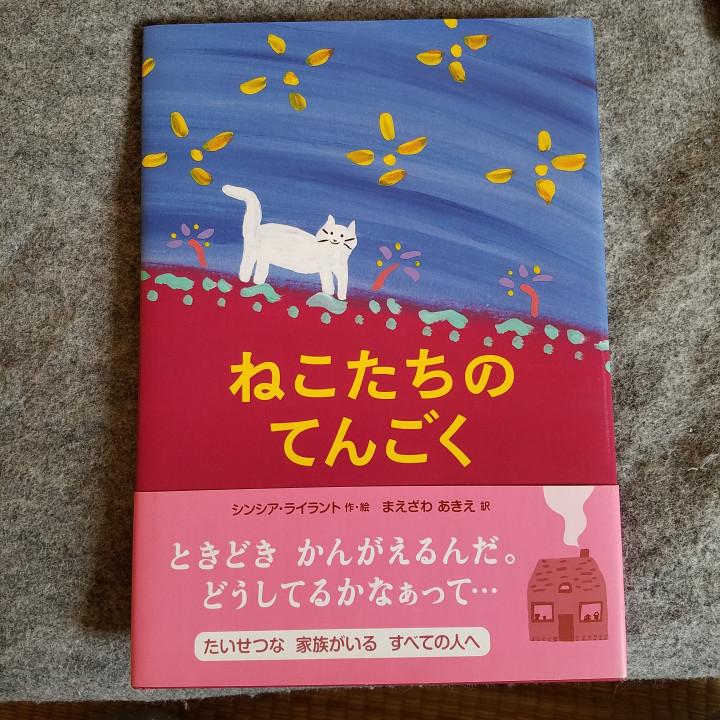 ねこたちの
てんごく
シンシア・ライラント 作・絵 まえざわ あきえ 訳
ときどき かんがえるんだ。
どうしてるかなぁって…
たいせつな 家族がいる すべての人へ